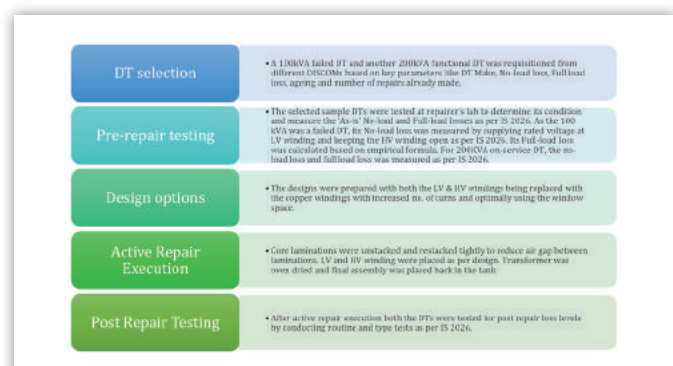 DT selection
• A 100kVA failed DT and another 200kVA functional DT was requisitioned from
different DISCOMs based on key parameters like DT Make, No-load loss, Full load
loss, ageing and number of repairs already made.
Pre-repair testing
• The selected sample DTs were tested at repairer's lab to determine its condition
and measure the 'As-is' No-load and Full-load losses as per IS 2026. As the 100
kVA was a failed DT, its No-load loss was measured by supplying rated voltage at
LV winding and keeping the HV winding open as per IS 2026. Its Full-load loss
was calculated based on empirical formula. For 200KVA on-service DT, the no-
load loss and full load loss was measured as per IS 2026.
Design options
• The designs were prepared with both the LV & HV windings being replaced with
the copper windings with increased no. of turns and optimally using the window
space.
Active Repair
Execution
• Core laminations were unstacked and restacked tightly to reduce air gap between
laminations. LV and HV winding were placed as per design. Transformer was
oven dried and final assembly was placed back in the tank
Post Repair Testing
• After active repair execution both the DTs were tested for post repair loss levels
by conducting routine and type tests as per IS 2026.